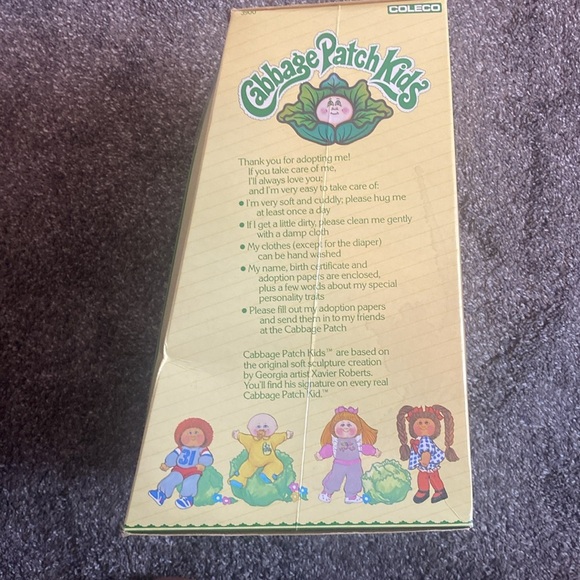 3900
COLECO
Cabbage Patch Kids
Thank you for adopting me!
If you take care of me,
I'll always love you;
and I'm very easy to take care of:
• I'm very soft and cuddly; please hug me
at least once a day
• If I get a little dirty, please clean me gently
with a damp cloth
• My clothes (except for the diaper)
can be hand washed
• My name, birth certificate and
adoption papers are enclosed,
plus a few words about my special
personality traits
• Please fill out my adoption papers
and send them in to my friends
at the Cabbage Patch
Cabbage Patch Kids™ are based on
the original soft sculpture creation
by Georgia artist Xavier Roberts.
You'll find his signature on every real
Cabbage Patch Kid.™
31